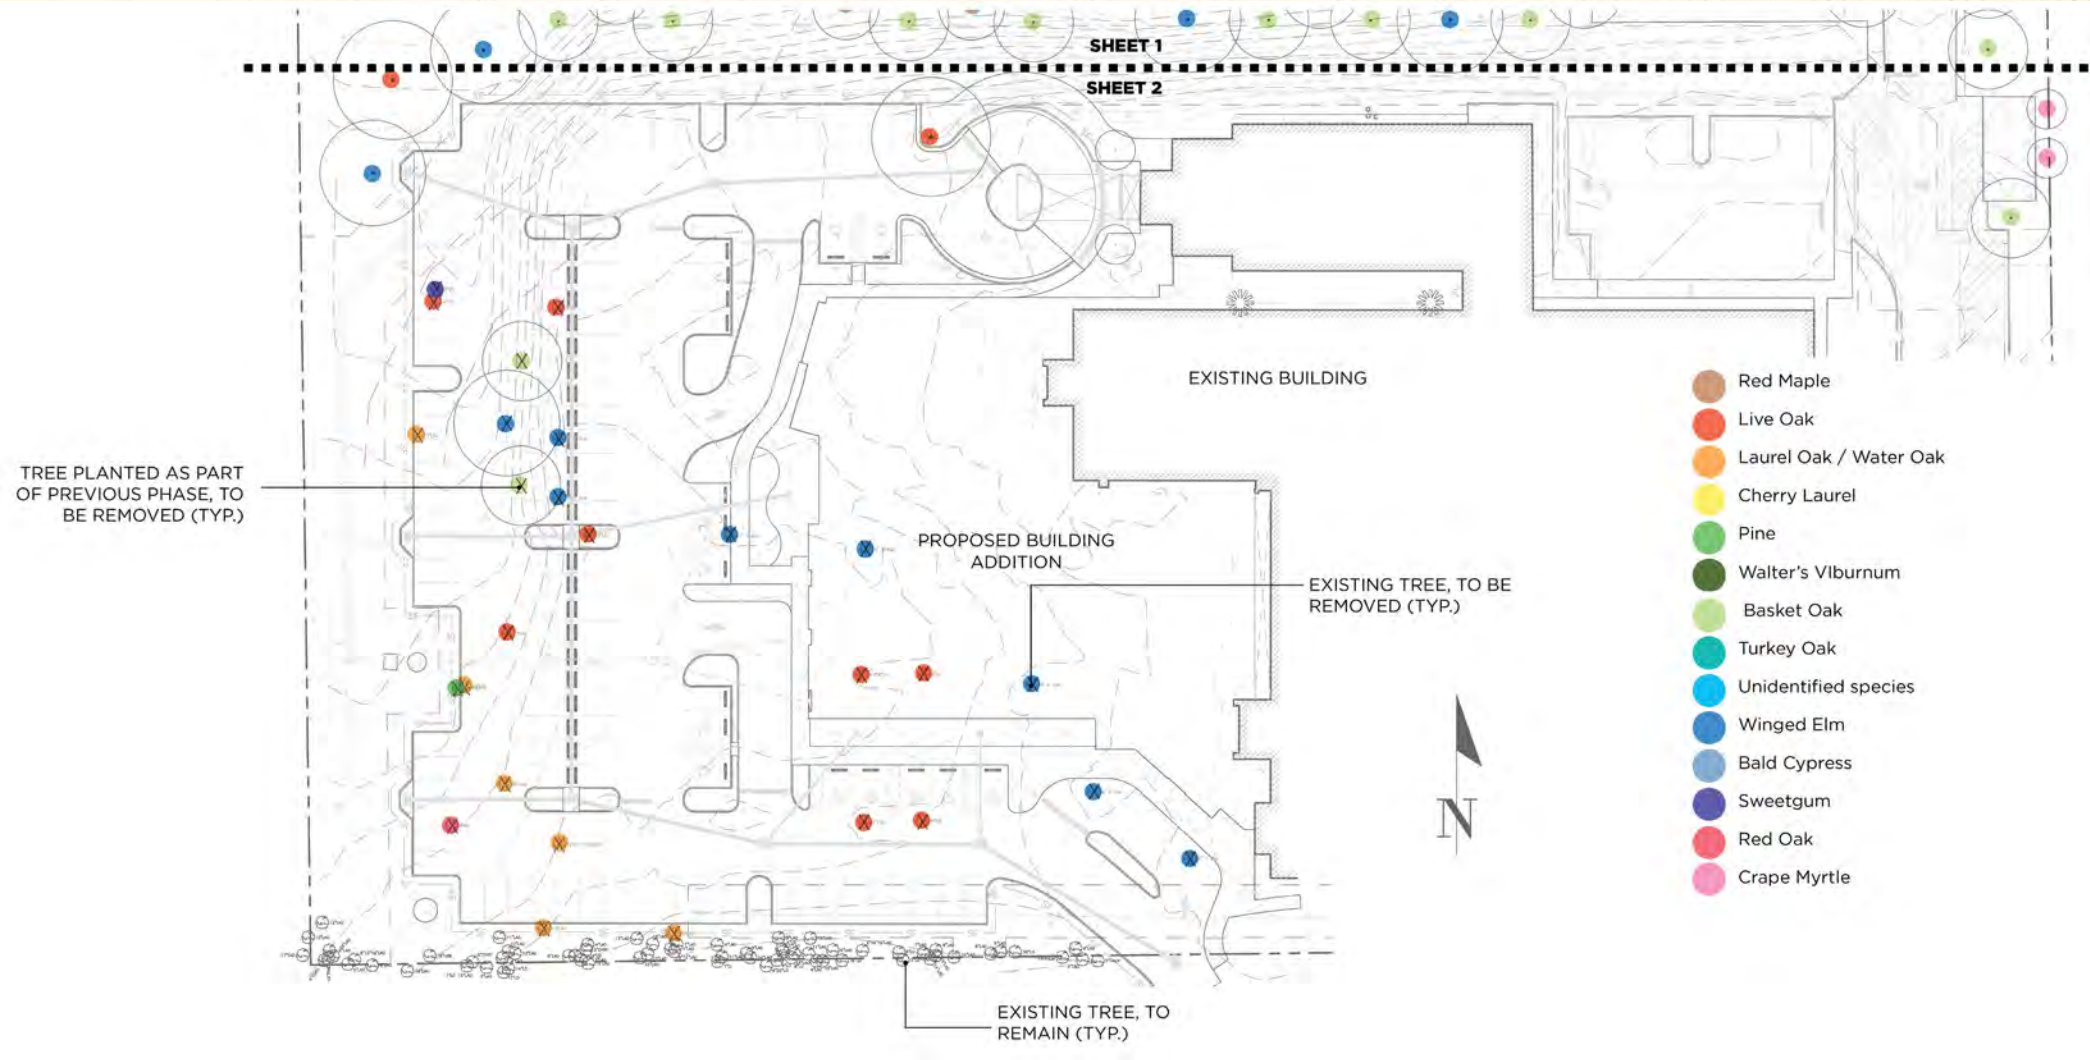 SHEET 1
SHEET 2
EXISTING BUILDING
TREE PLANTED AS PART
OF PREVIOUS PHASE, TO
BE REMOVED (TYP.)
PROPOSED BUILDING
ADDITION
EXISTING TREE, TO BE
REMOVED (TYP.)
EXISTING TREE, TO
REMAIN (TYP.)
N
Red Maple
Live Oak
Laurel Oak / Water Oak
Cherry Laurel
Pine
Walter's VIburnum
Basket Oak
Turkey Oak
Unidentified species
Winged Elm
Bald Cypress
Sweetgum
Red Oak
Crape Myrtle